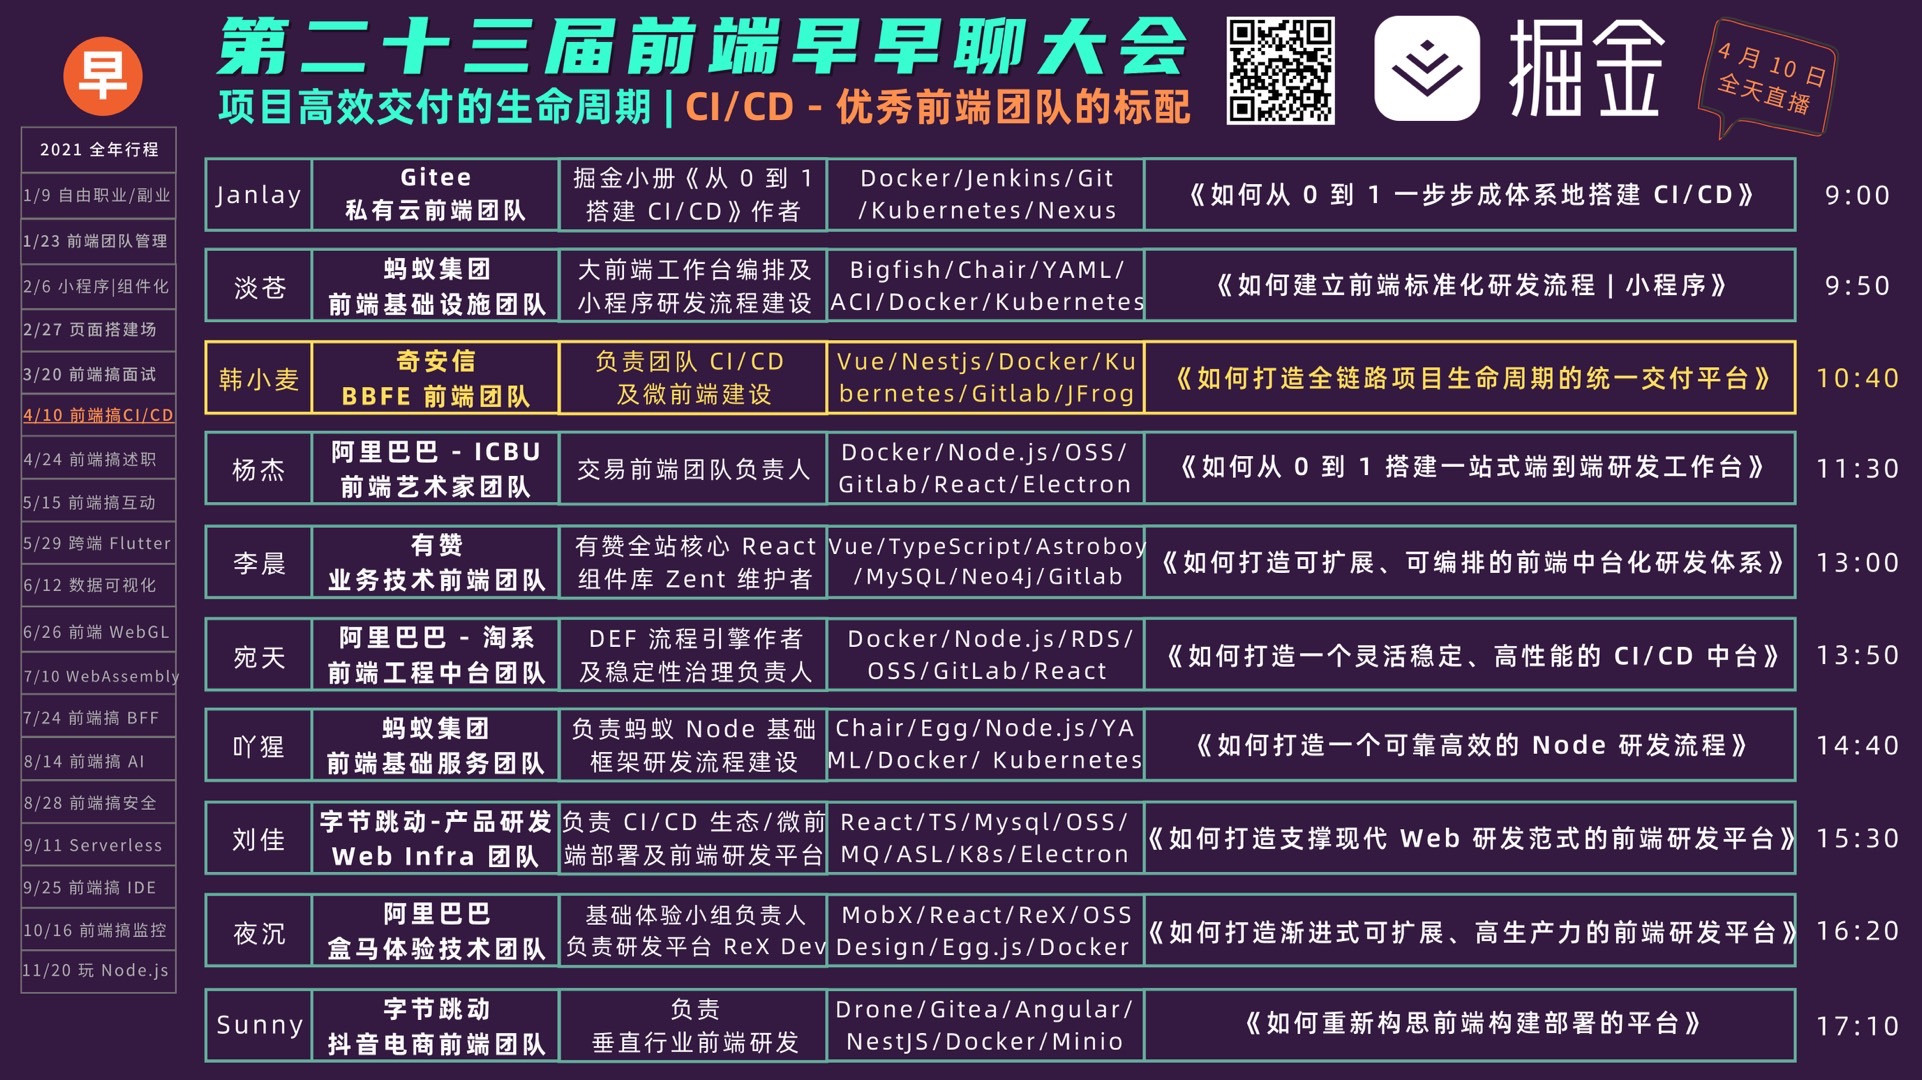 早
第二十三届前端早早聊大会
项目高效交付的生命周期 | CI/CD - 优秀前端团队的标配
掘金
4 月 10 日
全天直播
2021 全年行程
1/9 自由职业/副业
1/23 前端团队管理
2/6 小程序|组件化
2/27 页面搭建场
3/20 前端搞面试
4/10 前端搞CI/CD
4/24 前端搞述职
5/15 前端搞互动
5/29 跨端 Flutter
6/12 数据可视化
6/26 前端 WebGL
7/10 WebAssembly
7/24 前端搞 BFF
8/14 前端搞 AI
8/28 前端搞安全
9/11 Serverless
9/25 前端搞 IDE
10/16 前端搞监控
11/20 玩 Node.js
Janlay
Gitee
私有云前端团队
掘金小册《从 0 到 1
搭建 CI/CD》作者
Docker/Jenkins/Git
/Kubernetes/Nexus
《如何从 0 到 1 一步步成体系地搭建 CI/CD》
9:00
淡苍
蚂蚁集团
前端基础设施团队
大前端工作台编排及
小程序研发流程建设
Bigfish/Chair/YAML/
ACI/Docker/Kubernetes
《如何建立前端标准化研发流程 | 小程序》
9:50
韩小麦
奇安信
BBFE 前端团队
负责团队 CI/CD
及微前端建设
Vue/Nestjs/Docker/Ku
bernetes/Gitlab/JFrog
《如何打造全链路项目生命周期的统一交付平台》
10:40
杨杰
阿里巴巴 - ICBU
前端艺术家团队
交易前端团队负责人
Docker/Node.js/OSS/
Gitlab/React/Electron
《如何从 0 到 1 搭建一站式端到端研发工作台》
11:30
李晨
有赞
业务技术前端团队
有赞全站核心 React
组件库 Zent 维护者
Vue/TypeScript/Astroboy
/MySQL/Neo4j/Gitlab
《如何打造可扩展、可编排的前端中台化研发体系》
13:00
宛天
阿里巴巴 - 淘系
前端工程中台团队
DEF 流程引擎作者
及稳定性治理负责人
Docker/Node.js/RDS/
OSS/GitLab/React
《如何打造一个灵活稳定、高性能的 CI/CD 中台》
13:50
吖猩
蚂蚁集团
前端基础服务团队
负责蚂蚁 Node 基础
框架研发流程建设
Chair/Egg/Node.js/YA
ML/Docker/ Kubernetes
《如何打造一个可靠高效的 Node 研发流程》
14:40
刘佳
字节跳动-产品研发
Web Infra 团队
负责 CI/CD 生态/微前
端部署及前端研发平台
React/TS/Mysql/OSS/
MQ/ASL/K8s/Electron
《如何打造支撑现代 Web 研发范式的前端研发平台》
15:30
夜沉
阿里巴巴
盒马体验技术团队
基础体验小组负责人
负责研发平台 ReX Dev
MobX/React/ReX/OSS
Design/Egg.js/Docker
《如何打造渐进式可扩展、高生产力的前端研发平台》
16:20
Sunny
字节跳动
抖音电商前端团队
负责
垂直行业前端研发
Drone/Gitea/Angular/
NestJS/Docker/Minio
《如何重新构思前端构建部署的平台》
17:10